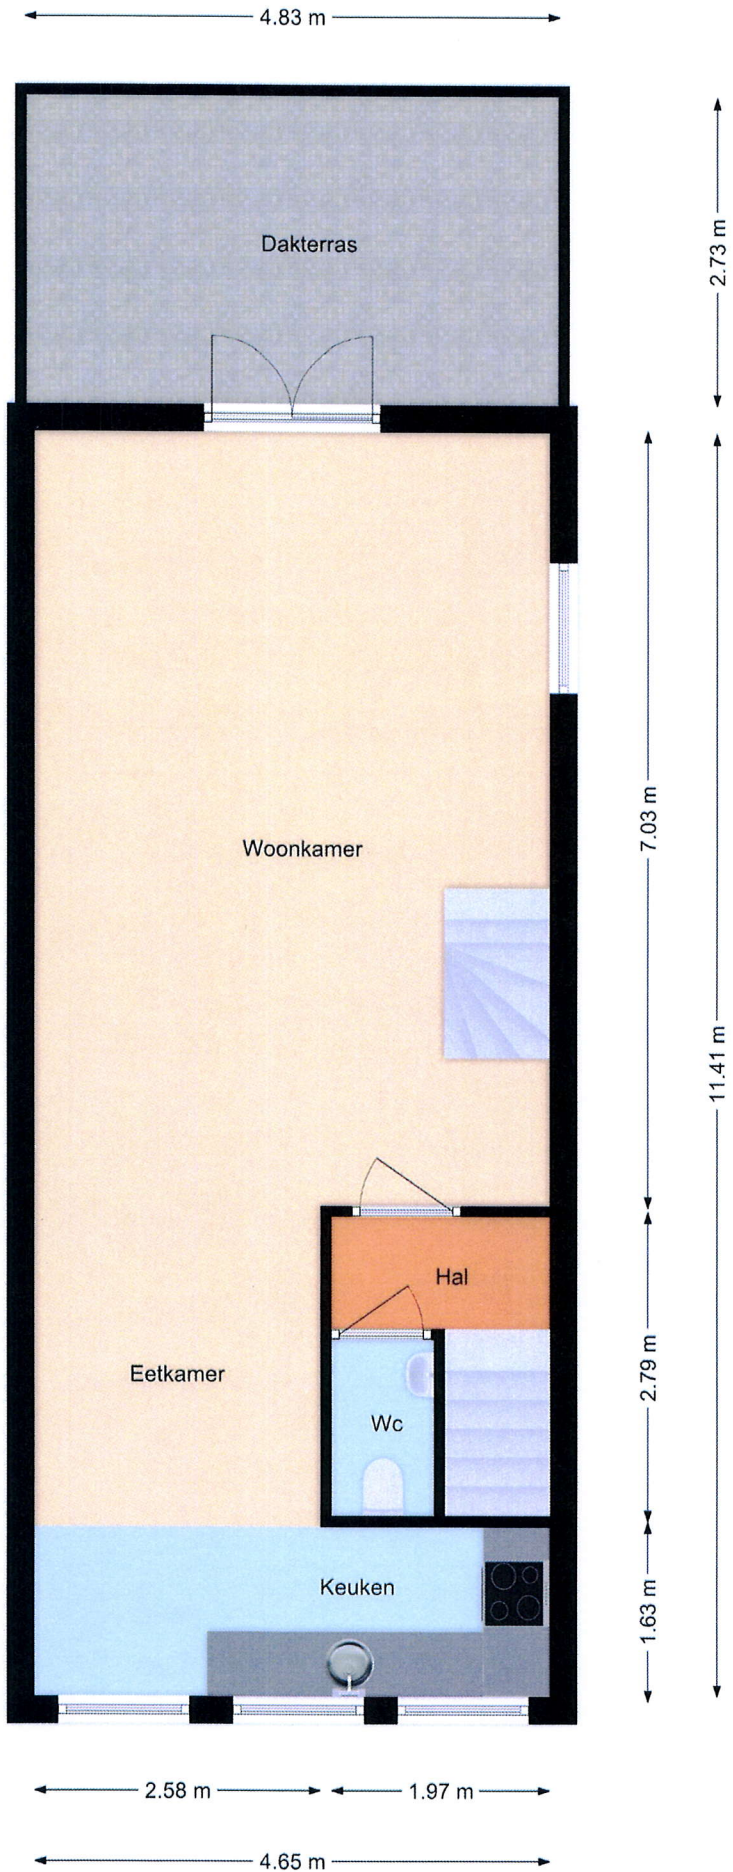 4.83 m
Dakterras
2.73 m
Woonkamer
7.03 m
11.41 m
Hal
Eetkamer
Wc
2.79 m
Keuken
1.63 m
2.58 m
1.97 m
4.65 m